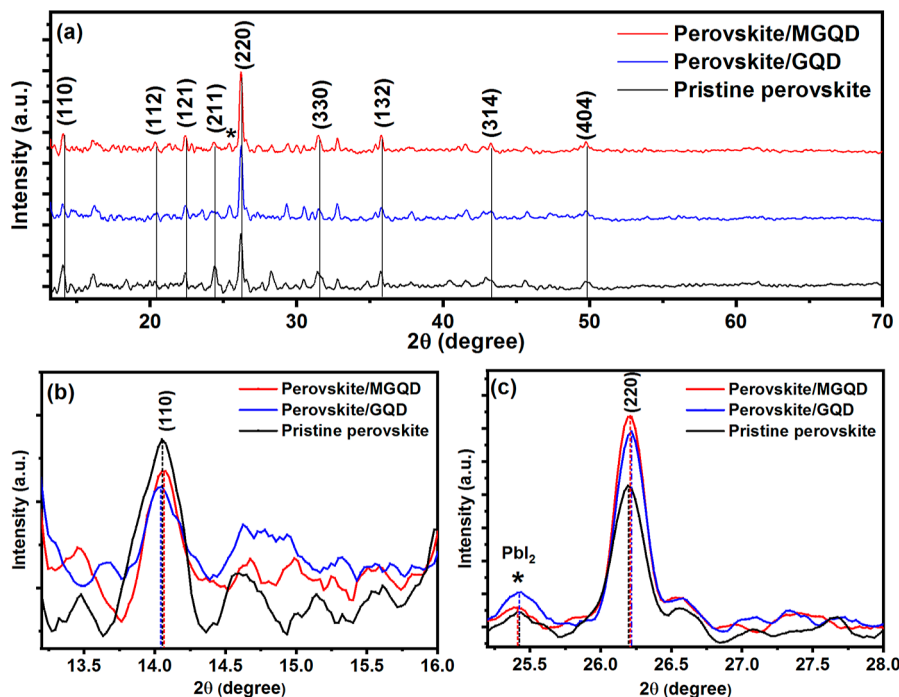 (a)
Perovskite/MGQD
Perovskite/GQD
Pristine perovskite
(110)
(112)
(121)
(211)
*
(220)
(330)
(132)
(314)
(404)
Intensity (a.u.)
20
30
40
50
60
70
2θ (degree)
(b)
Perovskite/MGQD
Perovskite/GQD
Pristine perovskite
(110)
Intensity (a.u.)
13.5
14.0
14.5
15.0
15.5
16.0
2θ (degree)
(c)
Perovskite/MGQD
Perovskite/GQD
Pristine perovskite
(220)
PbI₂
*
Intensity (a.u.)
25.5
26.0
26.5
27.0
27.5
28.0
2θ (degree)